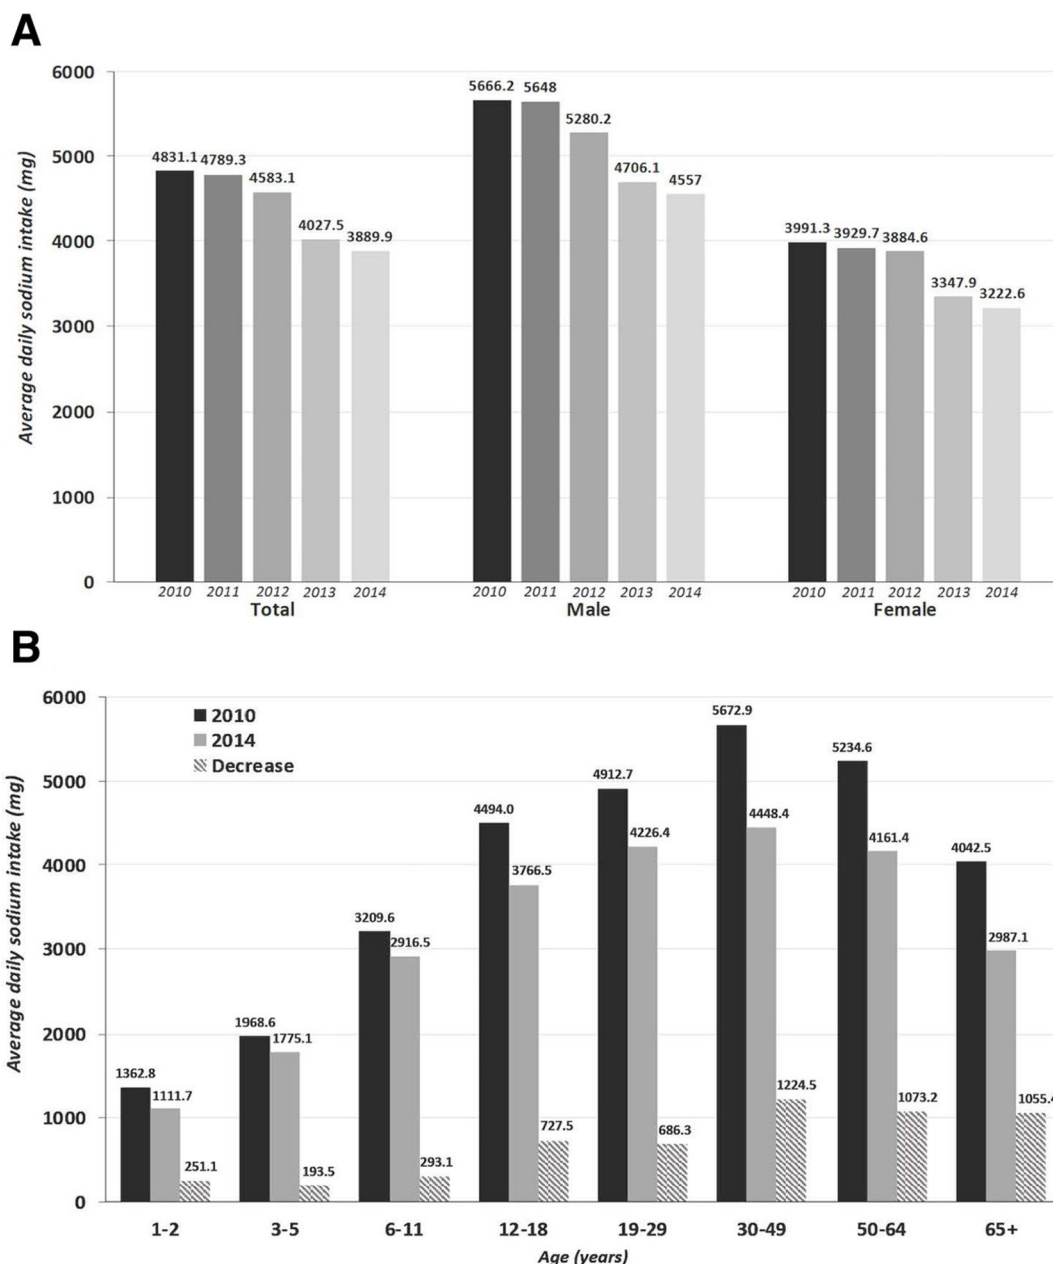 A
Average daily sodium intake (mg)
6000
5000
4000
3000
2000
1000
0
4831.1 4789.3 4583.1 4027.5 3889.9
5666.2 5648 5280.2 4706.1 4557
3991.3 3929.7 3884.6 3347.9 3222.6
2010 2011 2012 2013 2014 2010 2011 2012 2013 2014 2010 2011 2012 2013 2014
Total Male Female
B
Average daily sodium intake (mg)
6000
5000
4000
3000
2000
1000
0
2010
2014
Decrease
1362.8 1111.7 251.1
1968.6 1775.1 193.5
3209.6 2916.5 293.1
4494.0 3766.5 727.5
4912.7 4226.4 686.3
5672.9 4448.4 1224.5
5234.6 4161.4 1073.2
4042.5 2987.1 1055.4
1-2 3-5 6-11 12-18 19-29 30-49 50-64 65+
Age (years)